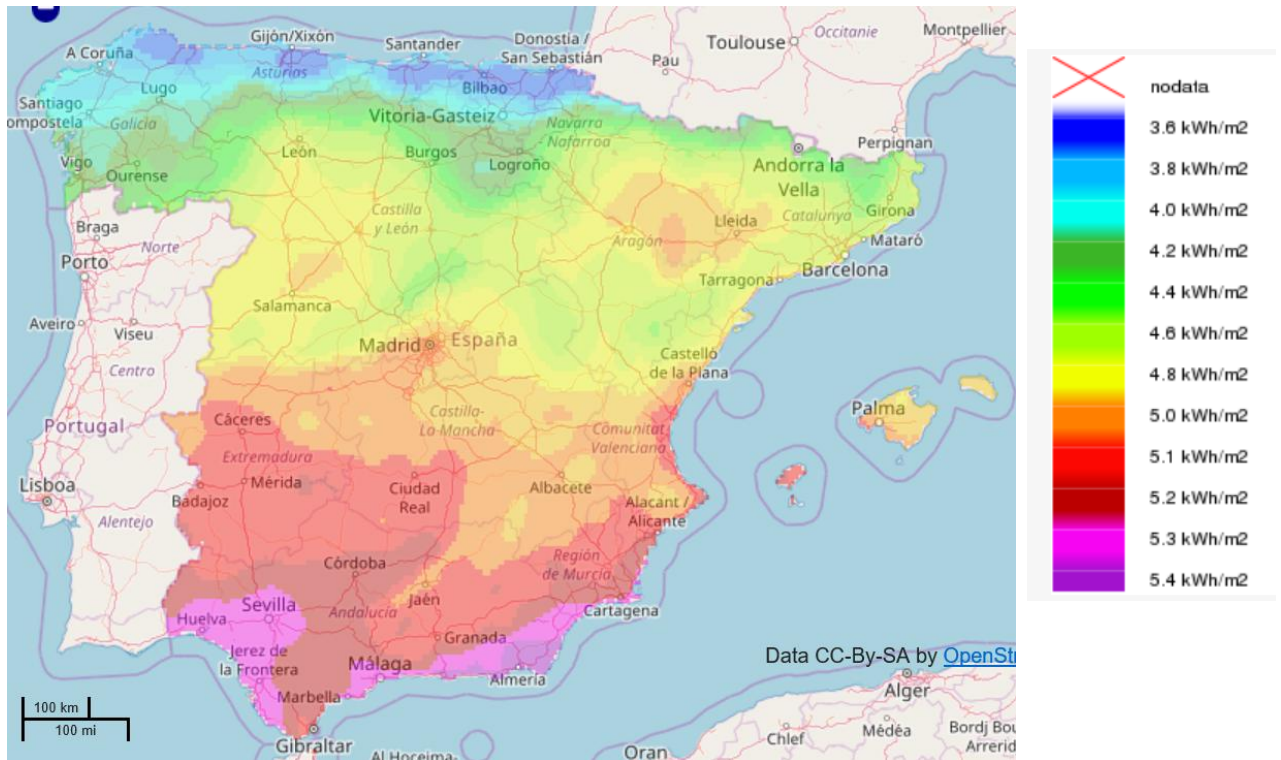 Gijón/Xixón
A Coruña
Santander
Donostia /
San Sebastián
Toulouse
Occitanie
Montpellier
Pau
Asturias
Lugo
Bilbao
Santiago
ompostela
Galicia
Vitoria-Gasteiz
Navarra
Nafarroa
Perpignan
Vigo
Ourense
León
Burgos
Logroño
Andorra la
Vella
Castilla
y León
Girona
Braga
Norte
Lleida
Catalunya
Aragón
Mataró
Porto
Barcelona
Tarragona
Salamanca
Aveiro
Viseu
Madrid
España
Castelló
de la Plana
Centro
Castilla-
La Mancha
Palma
Cáceres
Comunitat
Valenciana
Portugal
Extremadura
Lisboa
Mérida
Badajoz
Ciudad
Real
Albacete
Alacant /
Alicante
Alentejo
Córdoba
Región
de Murcia
Sevilla
Andalucía
Jaén
Cartagena
Huelva
Granada
Jerez de
la Frontera
Málaga
Almería
Marbella
Data CC-By-SA by OpenStr
Alger
100 km
100 mi
Gibraltar
Al Hoceima-
Oran
Chlef
Médéa
Bordj Bou
Arrerid
nodata
3.6 kWh/m2
3.8 kWh/m2
4.0 kWh/m2
4.2 kWh/m2
4.4 kWh/m2
4.6 kWh/m2
4.8 kWh/m2
5.0 kWh/m2
5.1 kWh/m2
5.2 kWh/m2
5.3 kWh/m2
5.4 kWh/m2